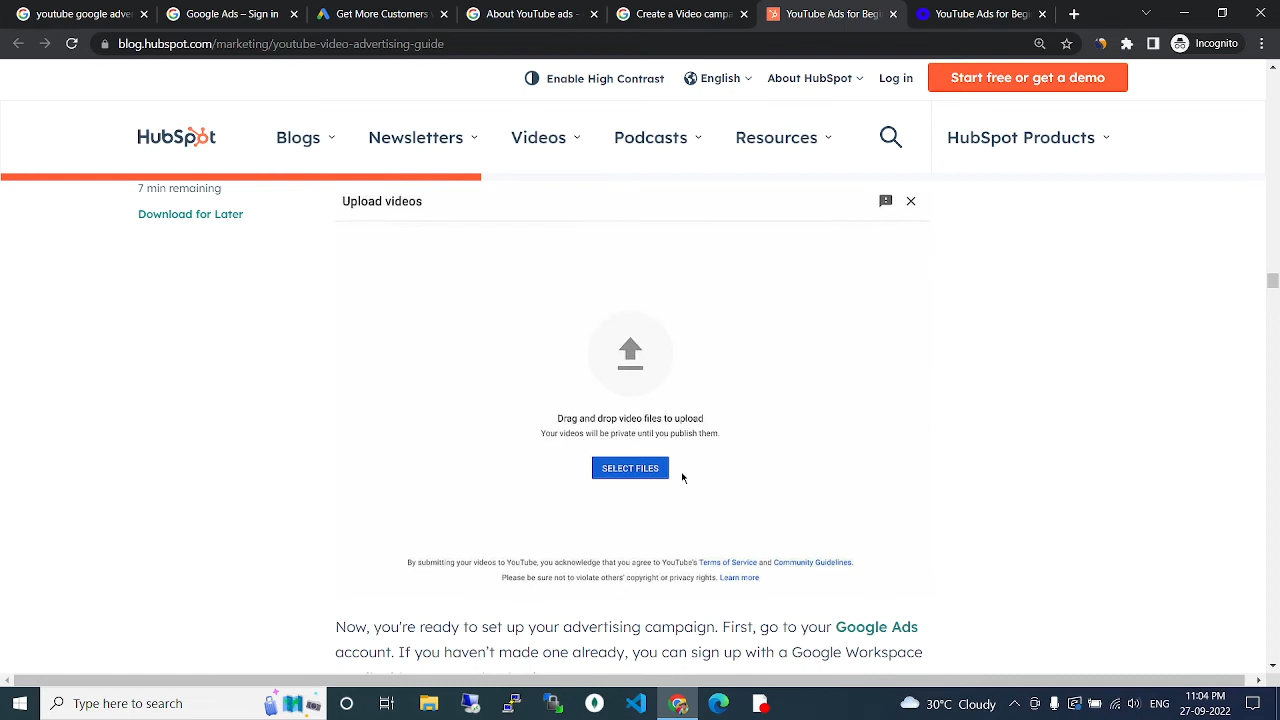 youtube google adver
Google Ads – Sign in
Get More Customers
About YouTube ads -
Create a Video campa
YouTube Ads for Beg
YouTube Ads for Begi
blog.hubspot.com/marketing/youtube-video-advertising-guide
Incognito
Enable High Contrast
English
About HubSpot
Log in
Start free or get a demo
HubSpot
Blogs
Newsletters
Videos
Podcasts
Resources
HubSpot Products
7 min remaining
Download for Later
Upload videos
Drag and drop video files to upload
Your videos will be private until you publish them.
SELECT FILES
By submitting your videos to YouTube, you acknowledge that you agree to YouTube's Terms of Service and Community Guidelines.
Please be sure not to violate others' copyright or privacy rights. Learn more
Now, you're ready to set up your advertising campaign. First, go to your Google Ads
account. If you haven't made one already, you can sign up with a Google Workspace
Type here to search
30°C Cloudy
11:04 PM
27-09-2022